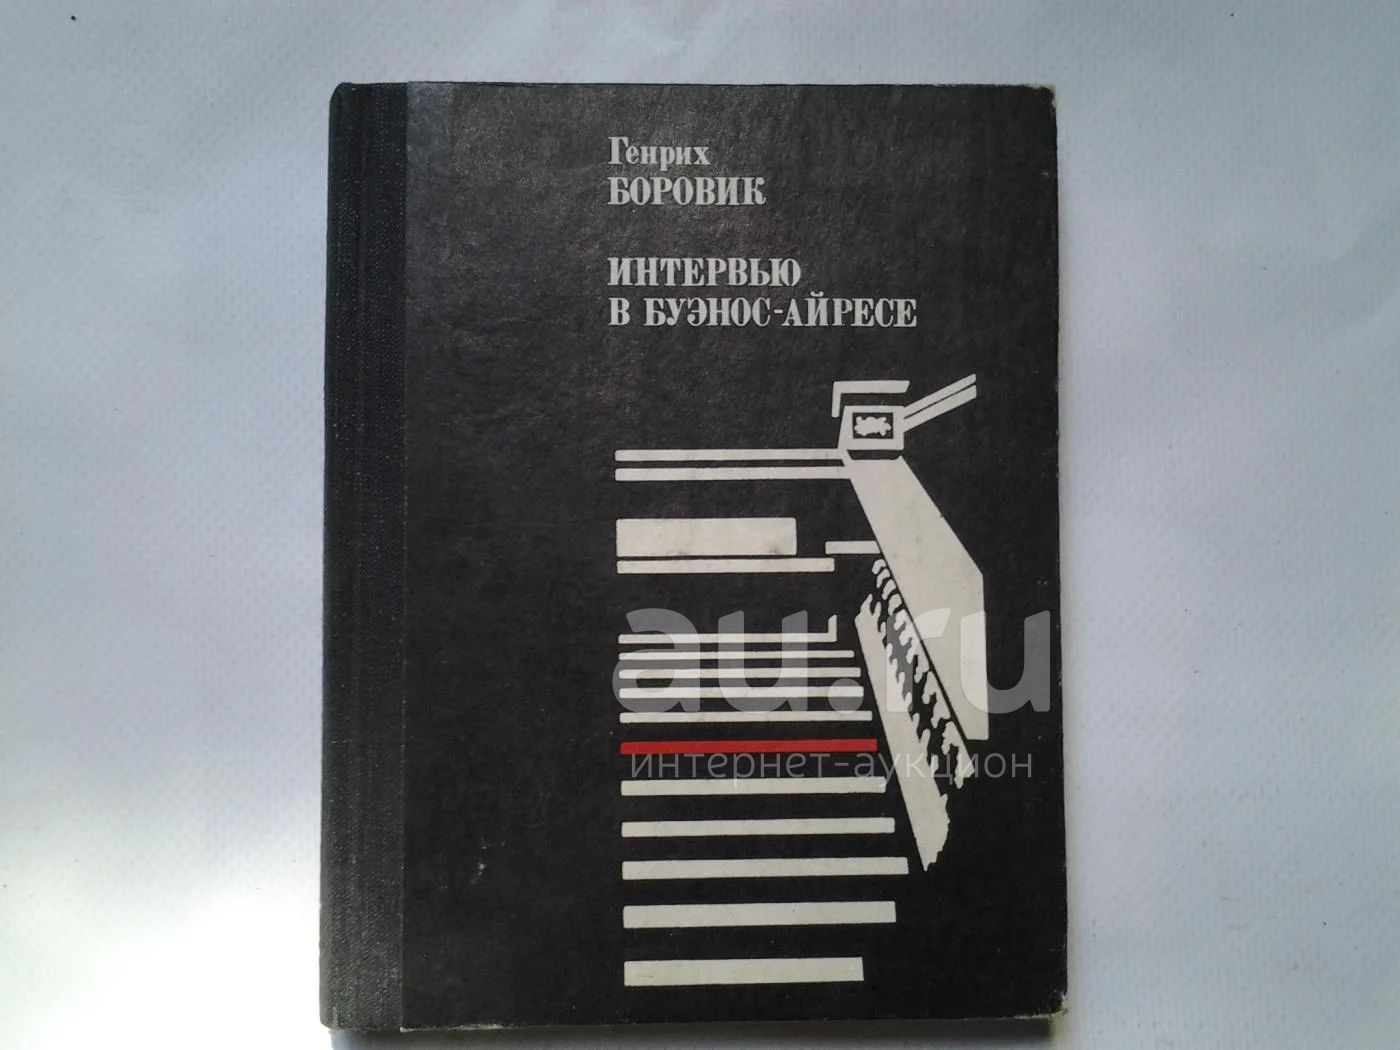 Генрих
БОРОВИК
ИНТЕРВЬЮ
В БУЭНОС-АЙРЕСЕ
au.ru
интернет-аукцион